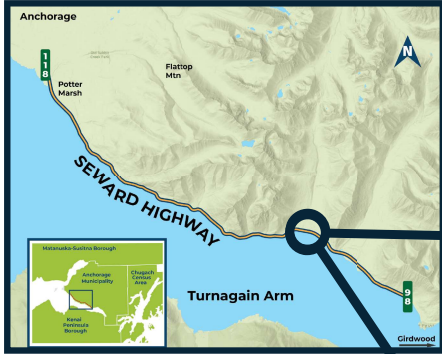 Anchorage
118
Potter
Marsh
Flattop
Mtn
N
SEWARD HIGHWAY
Turnagain Arm
98
Girdwood
Matanuska-Susitna Borough
Anchorage
Municipality
Chugach
Census
Area
Kenai
Peninsula
Borough